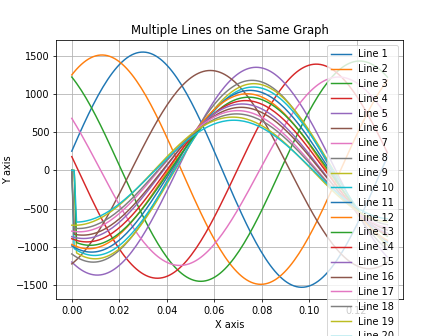 Multiple Lines on the Same Graph
1500
1000
500
0
−500
−1000
−1500
Y axis
0.00
0.02
0.04
0.06
0.08
0.10
X axis
Line 1
Line 2
Line 3
Line 4
Line 5
Line 6
Line 7
Line 8
Line 9
Line 10
Line 11
Line 12
Line 13
Line 14
Line 15
Line 16
Line 17
Line 18
Line 19
Line 20